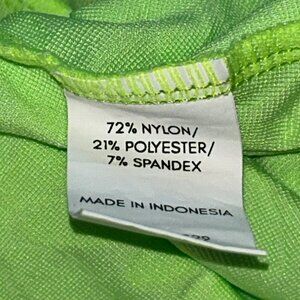 72% NYLON/
21% POLYESTER/
7% SPANDEX
MADE IN INDONESIA